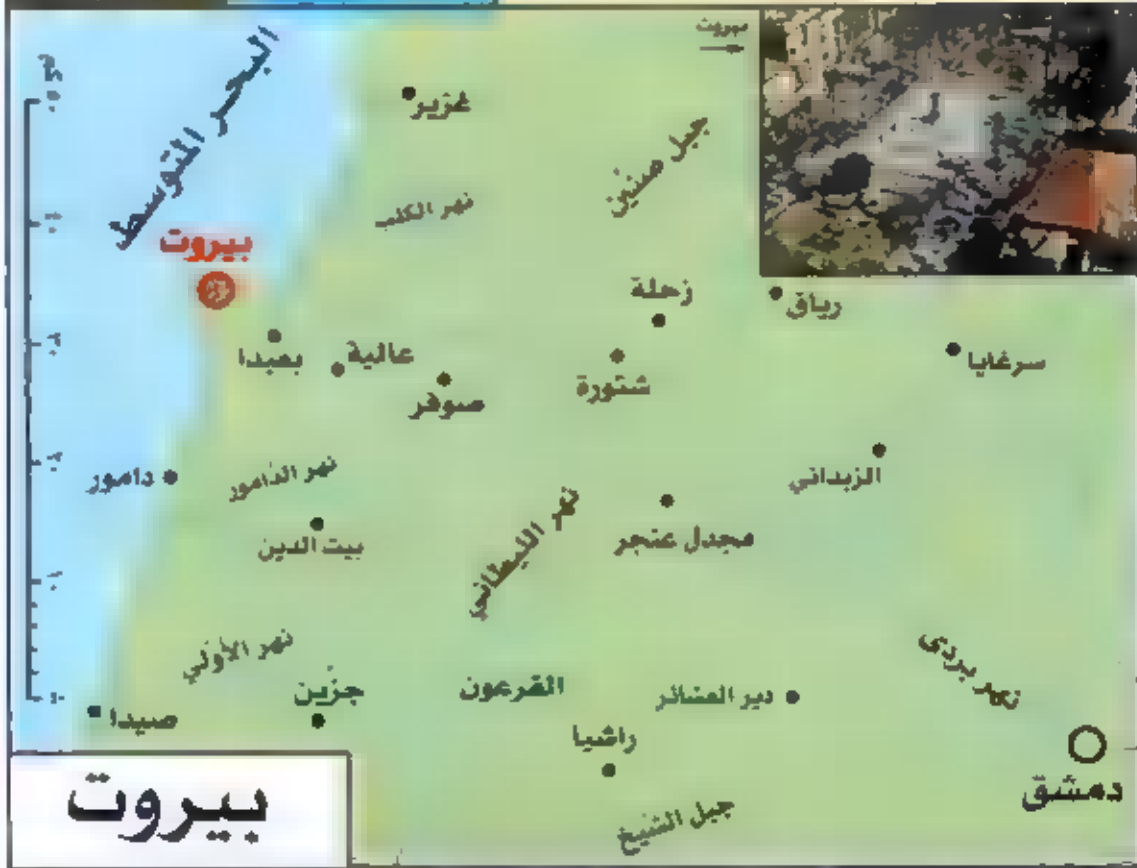 بيروت
البحر المتوسط
غزير
جبل صنين
نهر الكلب
بيروت
زحلة
رياق
بعبدا
عالية
صوفر
شتورة
سرغايا
دامور
نهر الدامور
الزبداني
نهر الليطاني
مجدل عنجر
بيت الدين
نهر الأولي
نهر بردى
القرعون
جزين
دير العشائر
صيدا
راشيا
دمشق
جبل الشيخ
بيروت